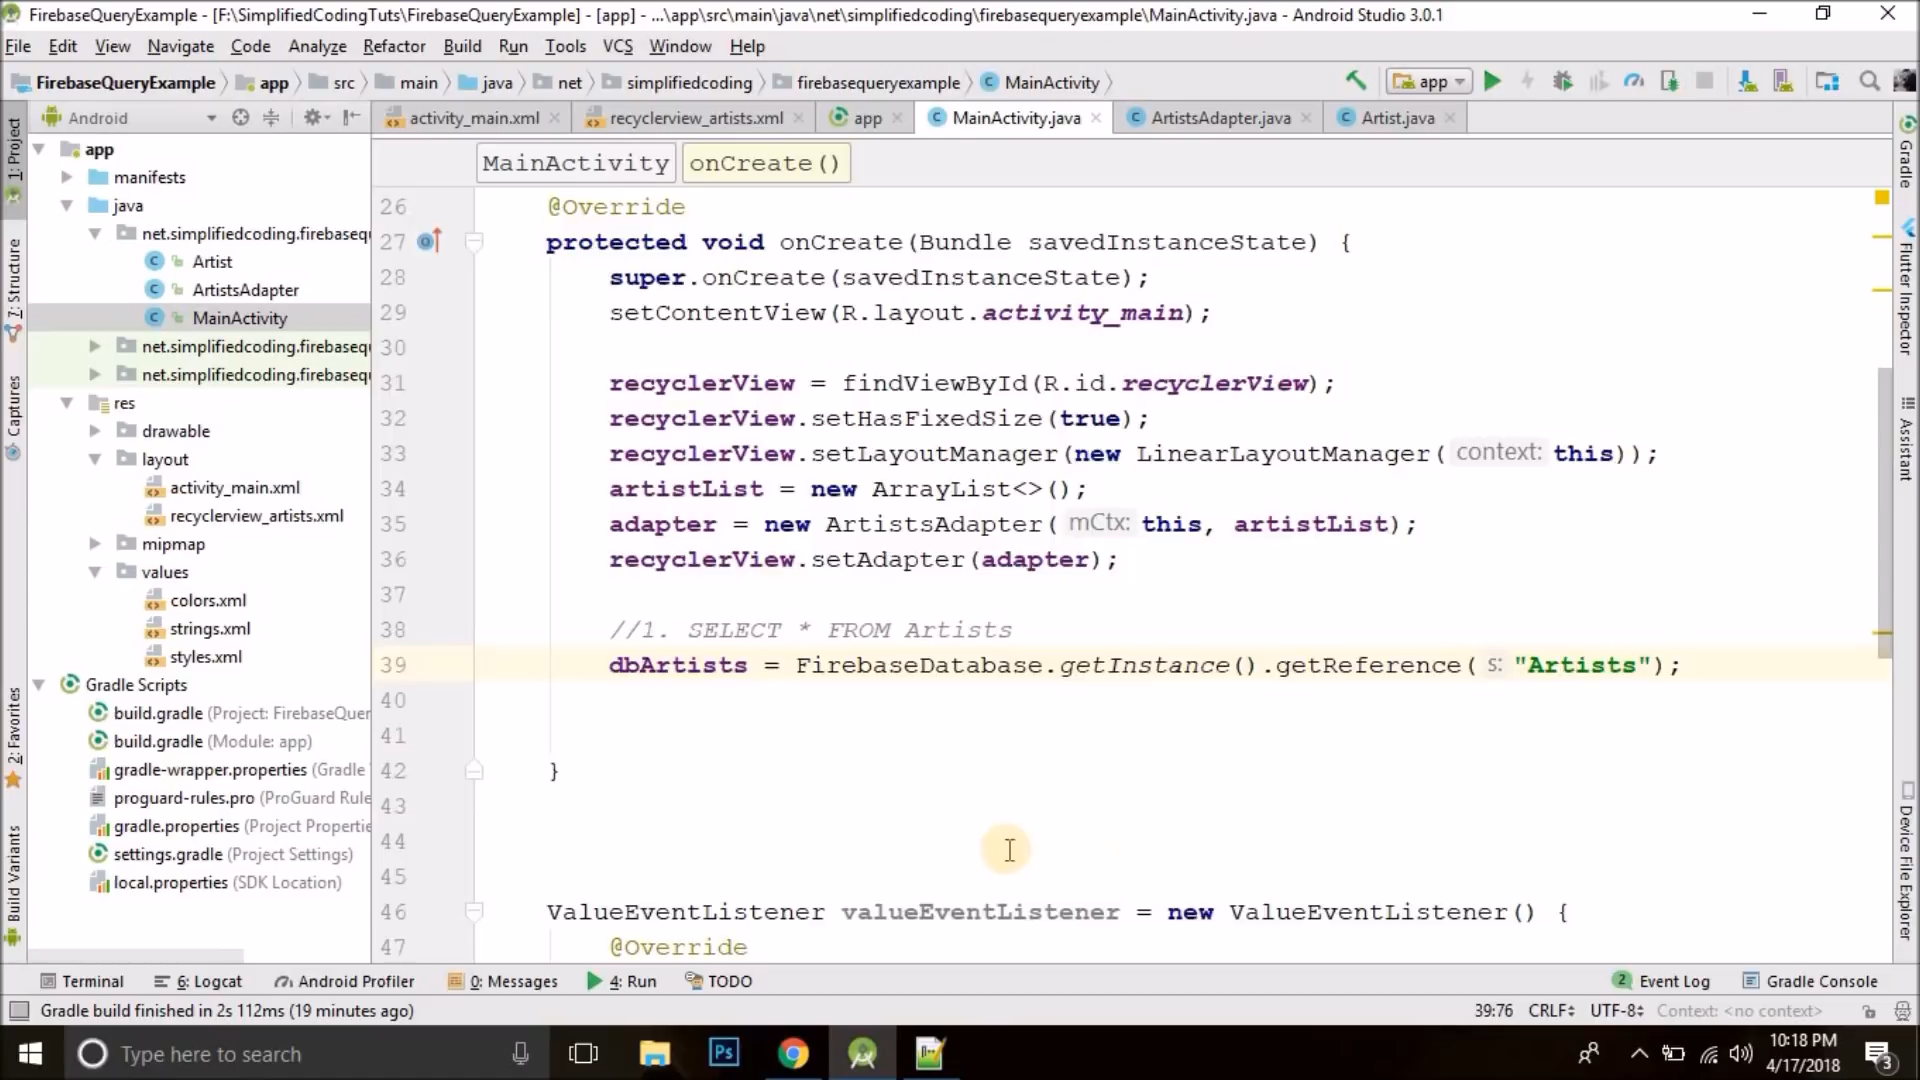 FirebaseQueryExample - [F:\SimplifiedCodingTuts\FirebaseQueryExample] - [app] - ...\app\src\main\java\net\simplifiedcoding\firebasequeryexample\MainActivity.java - Android Studio 3.0.1
File Edit View Navigate Code Analyze Refactor Build Run Tools VCS Window Help
FirebaseQueryExample app src main java net simplifiedcoding firebasequeryexample MainActivity app
Android activity_main.xml recyclerview_artists.xml app MainActivity.java ArtistsAdapter.java Artist.java
MainActivity onCreate()
1: Project
7: Structure
Captures
2: Favorites
Build Variants
app
manifests
java
net.simplifiedcoding.firebaseq
Artist
ArtistsAdapter
MainActivity
net.simplifiedcoding.firebaseq
net.simplifiedcoding.firebaseq
res
drawable
layout
activity_main.xml
recyclerview_artists.xml
mipmap
values
colors.xml
strings.xml
styles.xml
Gradle Scripts
build.gradle (Project: FirebaseQuer
build.gradle (Module: app)
gradle-wrapper.properties (Gradle
proguard-rules.pro (ProGuard Rule
gradle.properties (Project Propertie
settings.gradle (Project Settings)
local.properties (SDK Location)
26 @Override
27 protected void onCreate(Bundle savedInstanceState) {
28 super.onCreate(savedInstanceState);
29 setContentView(R.layout.activity_main);
30
31 recyclerView = findViewById(R.id.recyclerView);
32 recyclerView.setHasFixedSize(true);
33 recyclerView.setLayoutManager(new LinearLayoutManager( context: this));
34 artistList = new ArrayList<>();
35 adapter = new ArtistsAdapter( mCtx: this, artistList);
36 recyclerView.setAdapter(adapter);
37
38 //1. SELECT * FROM Artists
39 dbArtists = FirebaseDatabase.getInstance().getReference( s: "Artists");
40
41
42 }
43
44
45
46 ValueEventListener valueEventListener = new ValueEventListener() {
47 @Override
Gradle
Flutter Inspector
Assistant
Device File Explorer
Terminal 6: Logcat Android Profiler 0: Messages 4: Run TODO 2 Event Log Gradle Console
Gradle build finished in 2s 112ms (19 minutes ago) 39:76 CRLF UTF-8 Context: <no context>
Type here to search Ps 10:18 PM
4/17/2018 3